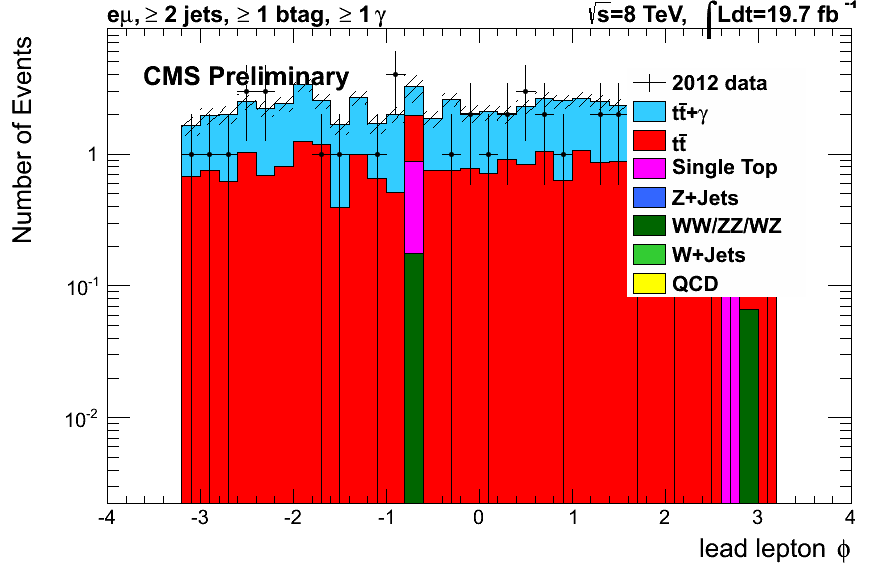 eμ, ≥ 2 jets, ≥ 1 btag, ≥ 1 γ
√s=8 TeV, ∫Ldt=19.7 fb⁻¹
CMS Preliminary
2012 data
tt̄+γ
tt̄
Single Top
Z+Jets
WW/ZZ/WZ
W+Jets
QCD
Number of Events
1
10⁻¹
10⁻²
-4 -3 -2 -1 0 1 2 3 4
lead lepton ϕ